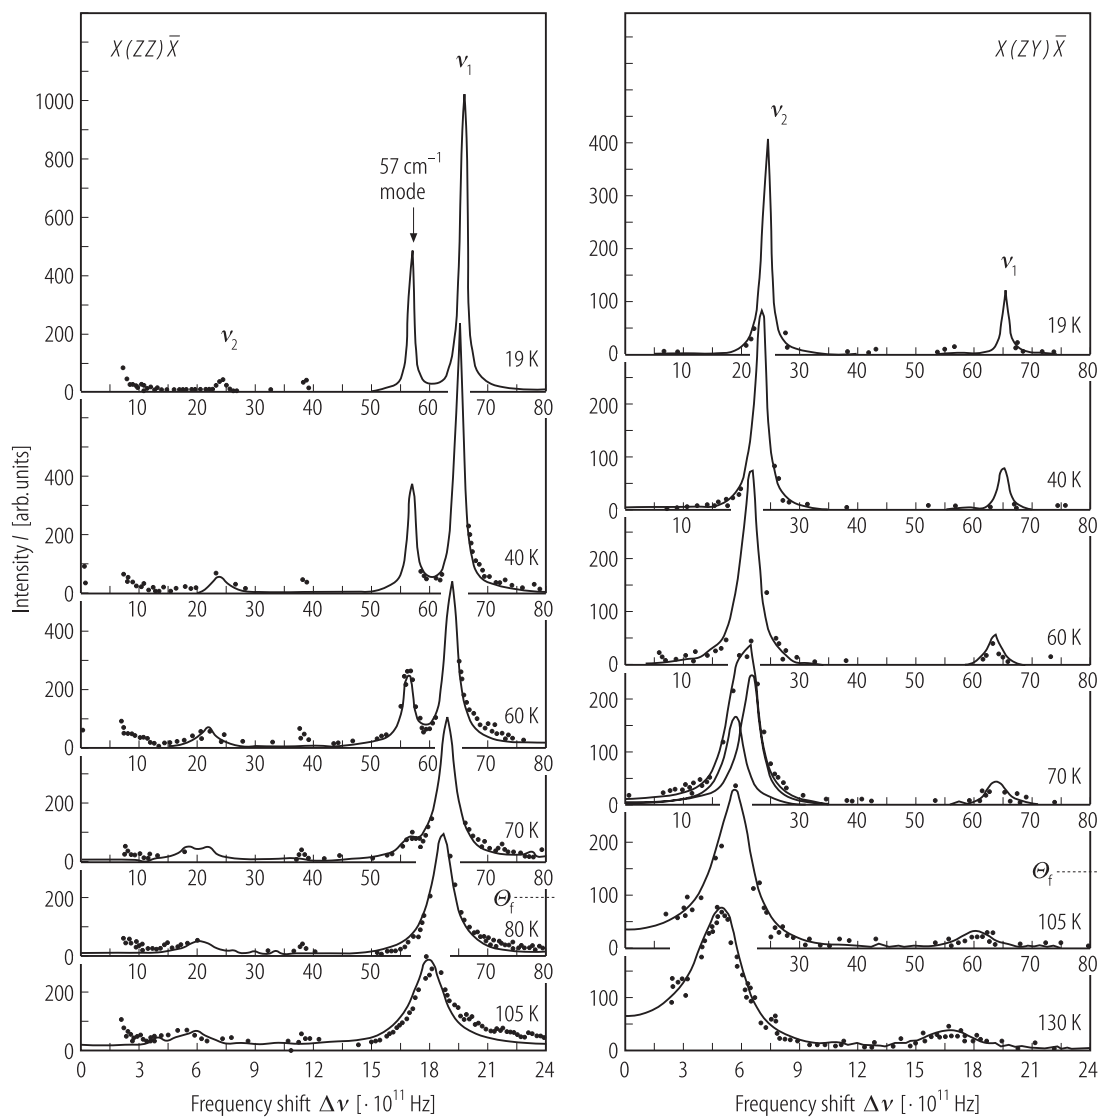 X (ZZ) X̄
ν1
57 cm–1
mode
ν2
1000
800
600
400
200
0
19 K
10 20 30 40 50 60 70 80
400
200
0
40 K
10 20 30 40 50 60 70 80
400
200
0
60 K
10 20 30 40 50 60 70 80
200
0
70 K
10 20 30 40 50 60 70 80
200
0
Θf
80 K
10 20 30 40 50 60 70 80
200
0
105 K
0 3 6 9 12 15 18 21 24
Frequency shift Δν [· 10^11 Hz]
Intensity I [arb.units]
X (ZY) X̄
ν2
ν1
400
300
200
100
0
19 K
10 20 30 40 50 60 70 80
200
100
0
40 K
10 30 40 50 60 70 80
200
100
0
60 K
10 30 40 50 60 70 80
200
100
0
70 K
10 30 40 50 60 70 80
200
100
0
Θf
105 K
30 40 50 60 70 80
100
0
130 K
0 3 6 9 12 15 18 21 24
Frequency shift Δν [· 10^11 Hz]